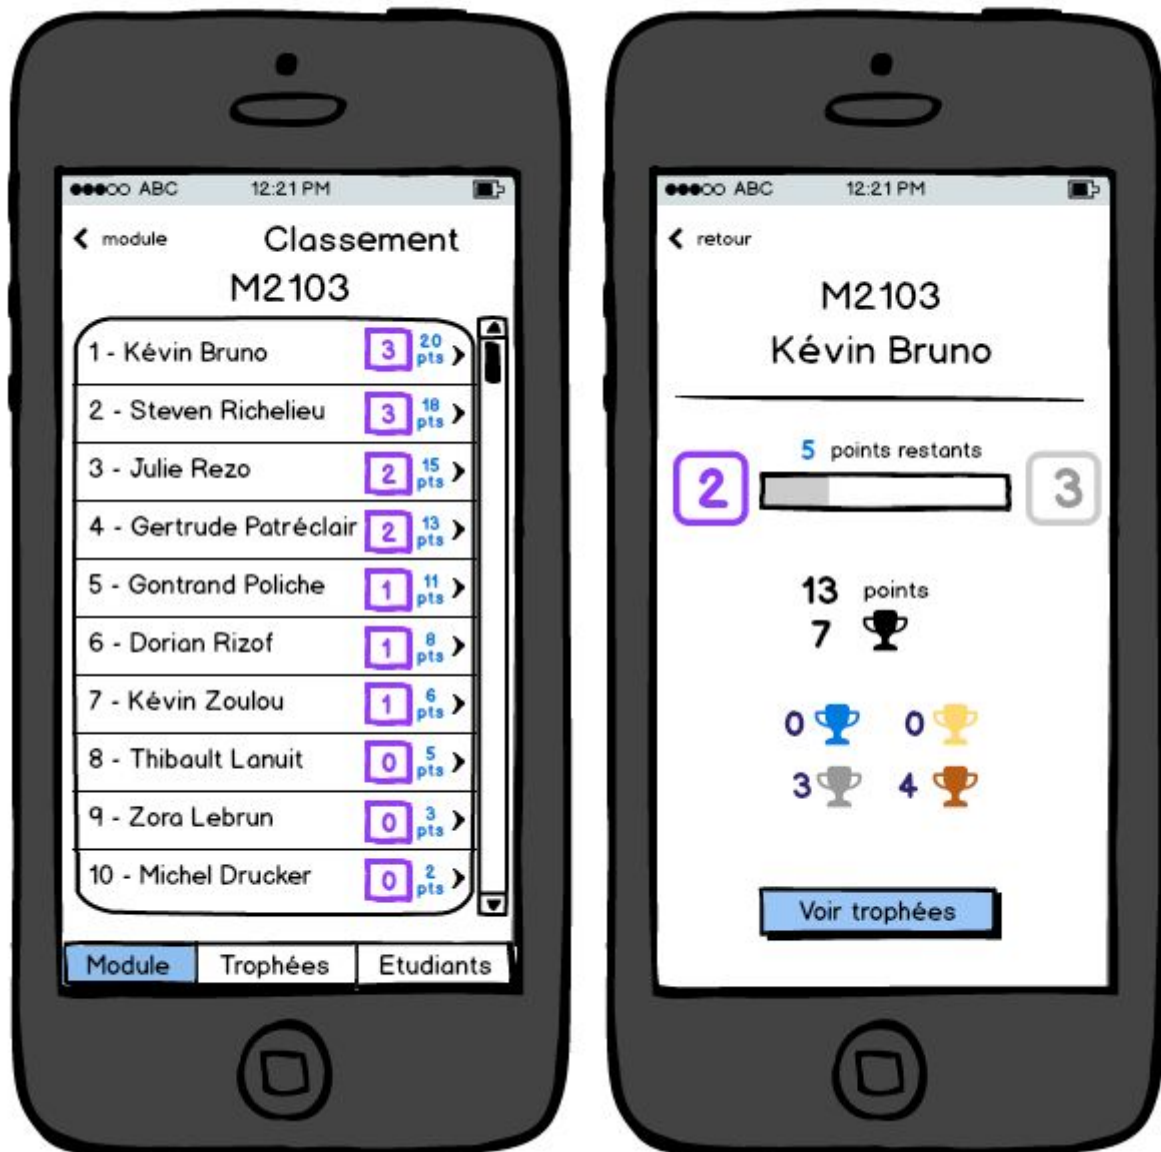 ABC 12:21 PM
module Classement
M2103
1 - Kévin Bruno 3 20 pts
2 - Steven Richelieu 3 18 pts
3 - Julie Rezo 2 15 pts
4 - Gertrude Patréclair 2 13 pts
5 - Gontrand Poliche 1 11 pts
6 - Dorian Rizof 1 8 pts
7 - Kévin Zoulou 1 6 pts
8 - Thibault Lanuit 0 5 pts
9 - Zora Lebrun 0 3 pts
10 - Michel Drucker 0 2 pts
Module Trophées Etudiants
ABC 12:21 PM
retour
M2103
Kévin Bruno
5 points restants
2 3
13 points
7
0 0
3 4
Voir trophées